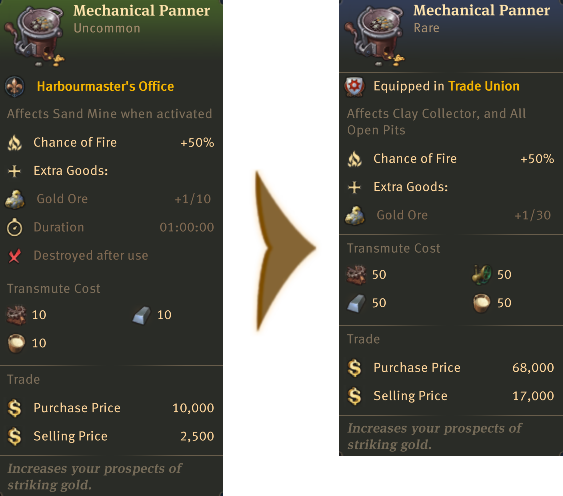 Mechanical Panner
Uncommon
Harbourmaster's Office
Affects Sand Mine when activated
Chance of Fire +50%
Extra Goods:
Gold Ore +1/10
Duration 01:00:00
Destroyed after use
Transmute Cost
10 10
10
Trade
Purchase Price 10,000
Selling Price 2,500
Increases your prospects of
striking gold.
Mechanical Panner
Rare
Equipped in Trade Union
Affects Clay Collector, and All
Open Pits
Chance of Fire +50%
Extra Goods:
Gold Ore +1/30
Transmute Cost
50 50
50 50
Trade
Purchase Price 68,000
Selling Price 17,000
Increases your prospects of
striking gold.